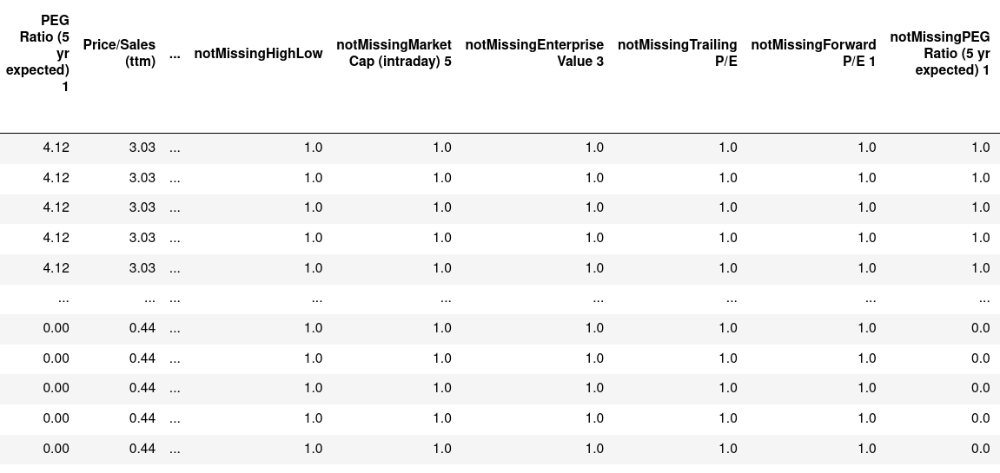 PEG Ratio (5 yr expected) 1 Price/Sales (ttm) ... notMissingHighLow notMissingMarket Cap (intraday) 5 notMissingEnterprise Value 3 notMissingTrailing P/E notMissingForward P/E 1 notMissingPEG Ratio (5 yr expected) 1
4.12 3.03 ... 1.0 1.0 1.0 1.0 1.0 1.0
4.12 3.03 ... 1.0 1.0 1.0 1.0 1.0 1.0
4.12 3.03 ... 1.0 1.0 1.0 1.0 1.0 1.0
4.12 3.03 ... 1.0 1.0 1.0 1.0 1.0 1.0
4.12 3.03 ... 1.0 1.0 1.0 1.0 1.0 1.0
... ... ... ... ... ... ... ... ...
0.00 0.44 ... 1.0 1.0 1.0 1.0 1.0 0.0
0.00 0.44 ... 1.0 1.0 1.0 1.0 1.0 0.0
0.00 0.44 ... 1.0 1.0 1.0 1.0 1.0 0.0
0.00 0.44 ... 1.0 1.0 1.0 1.0 1.0 0.0
0.00 0.44 ... 1.0 1.0 1.0 1.0 1.0 0.0